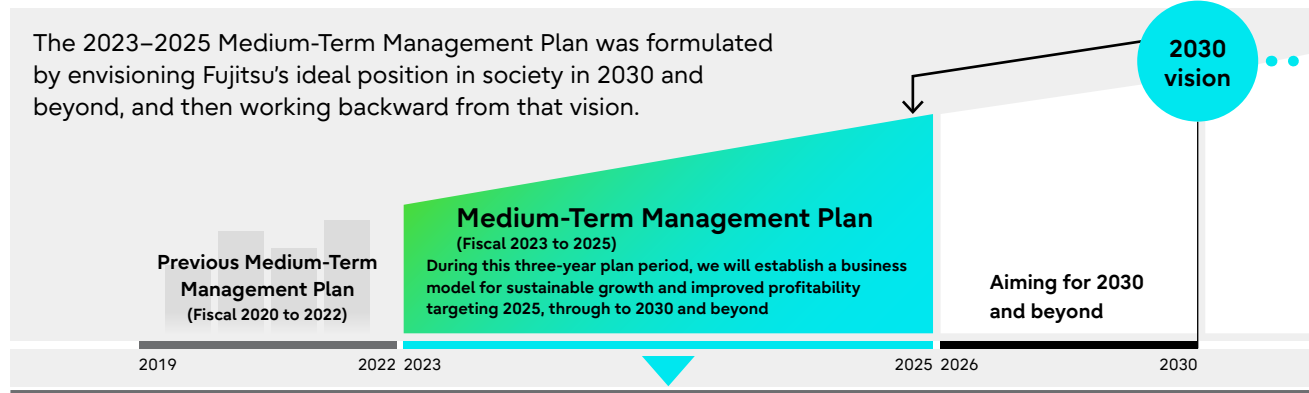 The 2023–2025 Medium-Term Management Plan was formulated
by envisioning Fujitsu's ideal position in society in 2030 and
beyond, and then working backward from that vision.
2030
vision
Previous Medium-Term
Management Plan
(Fiscal 2020 to 2022)
Medium-Term Management Plan
(Fiscal 2023 to 2025)
During this three-year plan period, we will establish a business
model for sustainable growth and improved profitability
targeting 2025, through to 2030 and beyond
Aiming for 2030
and beyond
2019 2022 2023 2025 2026 2030